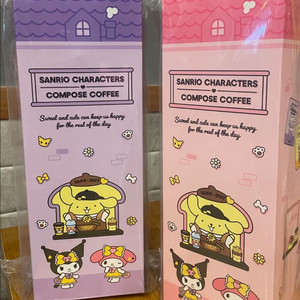 SANRIO CHARACTERS
COMPOSE COFFEE
Sweet and cute can keep us happy
for the rest of the day.
SANRIO CHARACTERS
COMPOSE COFFEE
Sweet and cute can keep us happy
for the rest of the day.